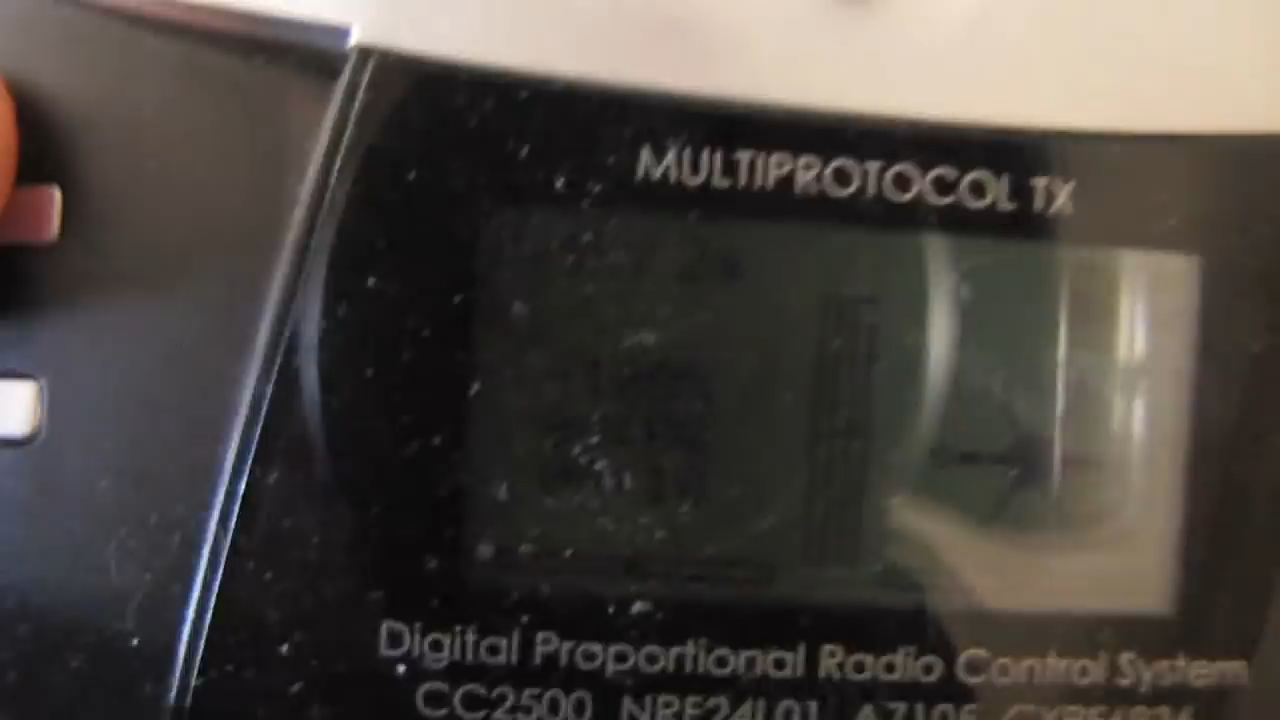 MULTIPROTOCOL TX
Digital Proportional Radio Control System
CC2500 NRF24L01 A7105